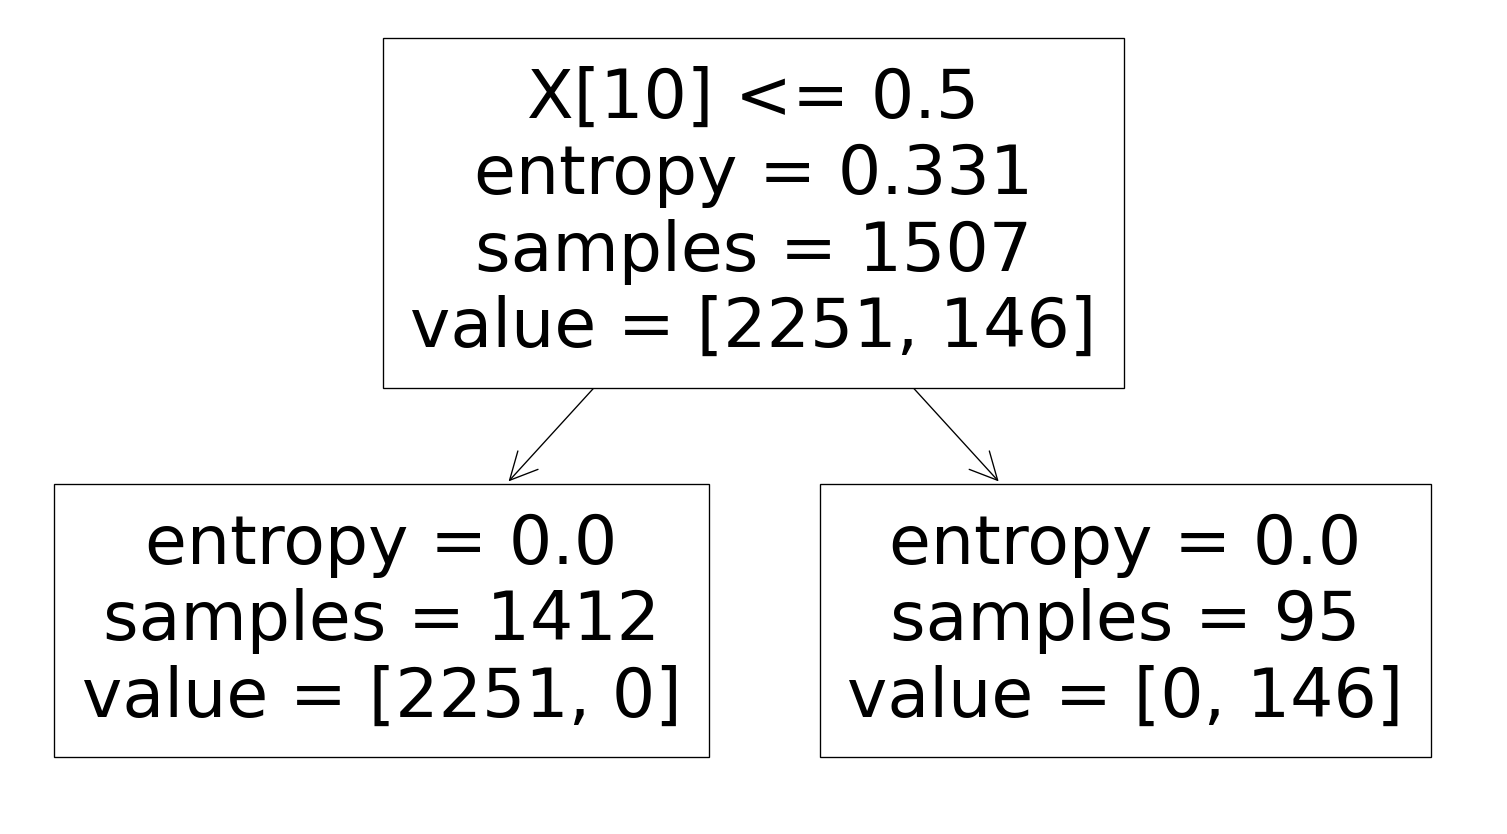 X[10] <= 0.5
entropy = 0.331
samples = 1507
value = [2251, 146]
entropy = 0.0
samples = 1412
value = [2251, 0]
entropy = 0.0
samples = 95
value = [0, 146]